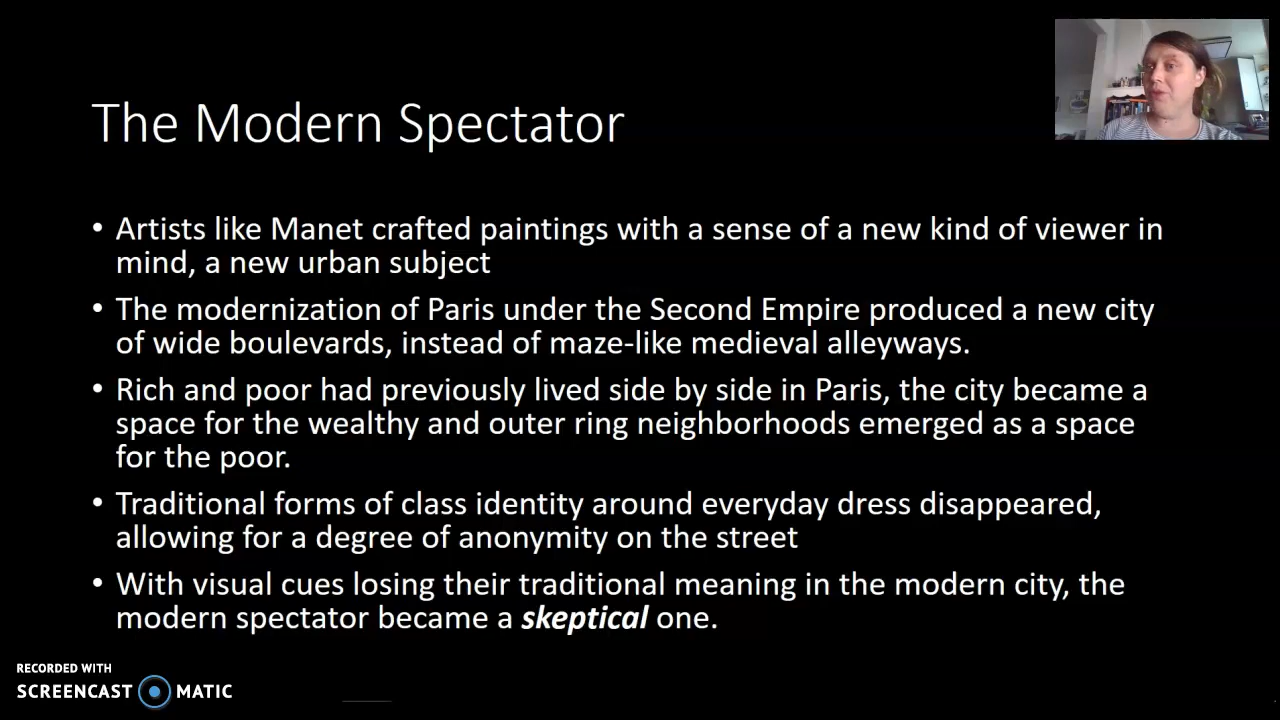 The Modern Spectator
• Artists like Manet crafted paintings with a sense of a new kind of viewer in
mind, a new urban subject
• The modernization of Paris under the Second Empire produced a new city
of wide boulevards, instead of maze-like medieval alleyways.
• Rich and poor had previously lived side by side in Paris, the city became a
space for the wealthy and outer ring neighborhoods emerged as a space
for the poor.
• Traditional forms of class identity around everyday dress disappeared,
allowing for a degree of anonymity on the street
• With visual cues losing their traditional meaning in the modern city, the
modern spectator became a skeptical one.
RECORDED WITH
SCREENCAST MATIC